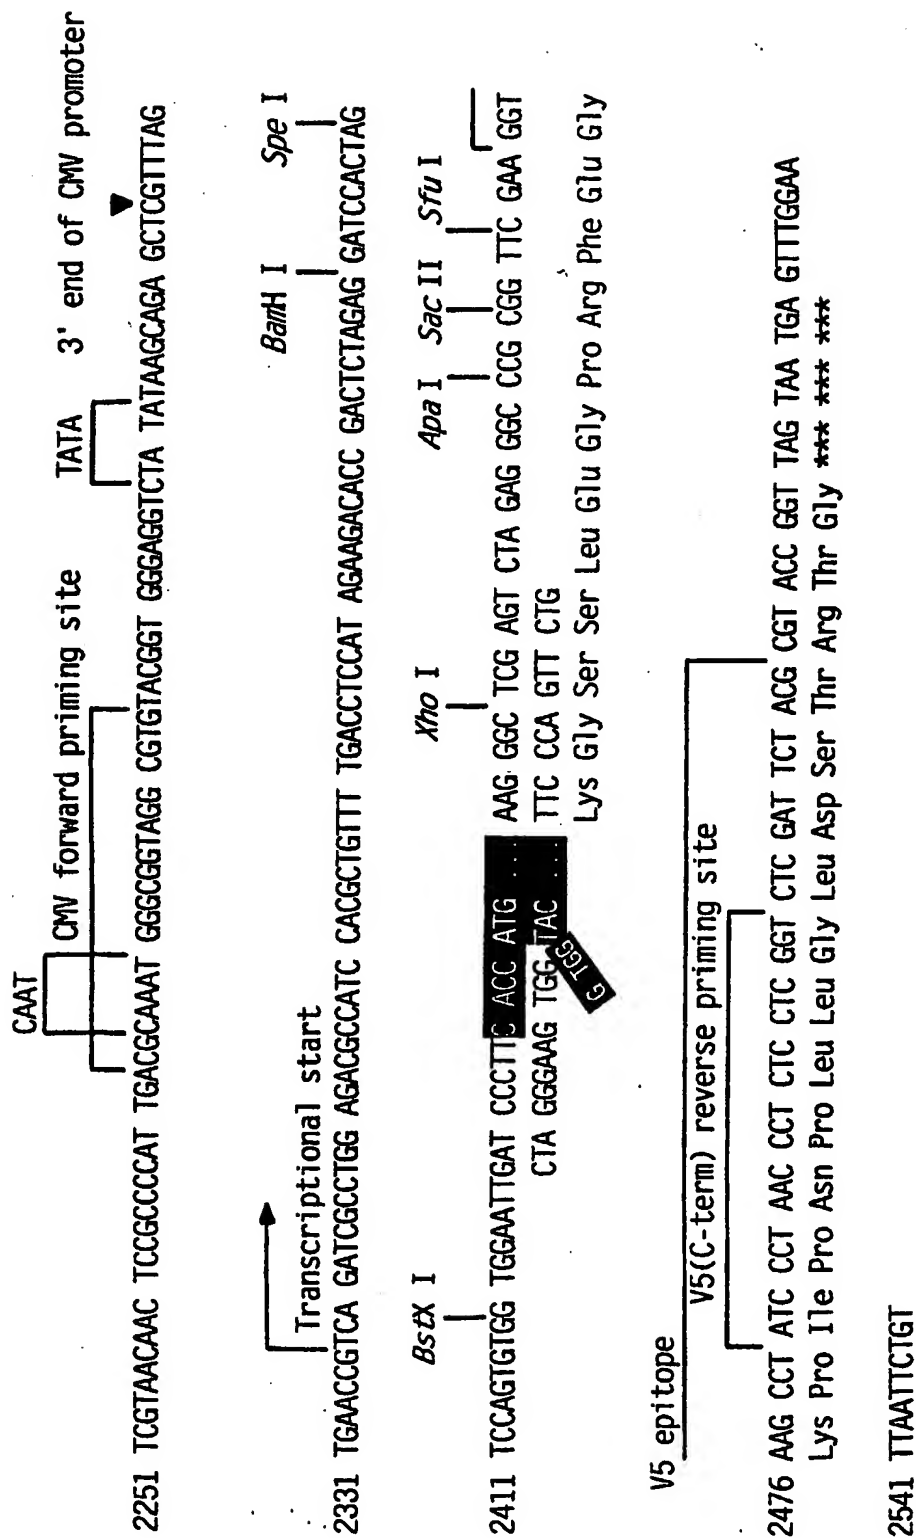 CAAT
CMV forward priming site
TATA
3' end of CMV promoter
2251 TCGTAACAAC TCCGCCCCAT TGACGCAAAT GGGCGGTAGG CGTGTACGGT GGGAGGTCTA TATAAGCAGA GCTCGTTTAG
Transcriptional start
BamH I
Spe I
2331 TGAACCGTCA GATCGCCTGG AGACGCCATC CACGCTGTTT TGACCTCCAT AGAAGACACC GACTCTAGAG GATCCACTAG
BstX I
Xho I
Apa I
Sac II
Sfu I
2411 TCCAGTGTGG TGGAATTGAT CCCTTC ACC ATG ... AAG GGC TCG AGT CTA GAG GGC CCG CGG TTC GAA GGT
CTA GGGAAG TGG TAC ... TTC CCA GTT CTG
G TGG
Lys Gly Ser Ser Leu Glu Gly Pro Arg Phe Glu Gly
V5 epitope
V5(C-term) reverse priming site
2476 AAG CCT ATC CCT AAC CCT CTC CTC GGT CTC GAT TCT ACG CGT ACC GGT TAG TAA TGA GTTTGGAA
Lys Pro Ile Pro Asn Pro Leu Leu Gly Leu Asp Ser Thr Arg Thr Gly *** *** ***
2541 TTAATTCTGT